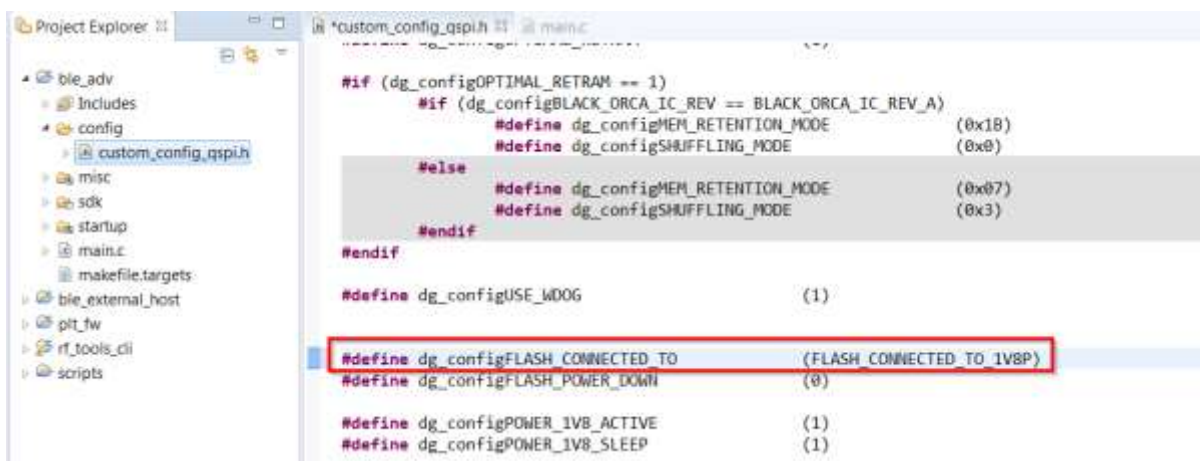 Project Explorer
*custom_config_qspi.h
main.c
ble_adv
Includes
config
custom_config_qspi.h
misc
sdk
startup
main.c
makefile.targets
ble_external_host
plt_fw
rf_tools_cli
scripts
#if (dg_configOPTIMAL_RETRAM == 1)
#if (dg_configBLACK_ORCA_IC_REV == BLACK_ORCA_IC_REV_A)
#define dg_configMEM_RETENTION_MODE (0x1B)
#define dg_configSHUFFLING_MODE (0x0)
#else
#define dg_configMEM_RETENTION_MODE (0x07)
#define dg_configSHUFFLING_MODE (0x3)
#endif
#endif
#define dg_configUSE_WDOG (1)
#define dg_configFLASH_CONNECTED_TO (FLASH_CONNECTED_TO_1V8P)
#define dg_configFLASH_POWER_DOWN (0)
#define dg_configPOWER_1V8_ACTIVE (1)
#define dg_configPOWER_1V8_SLEEP (1)